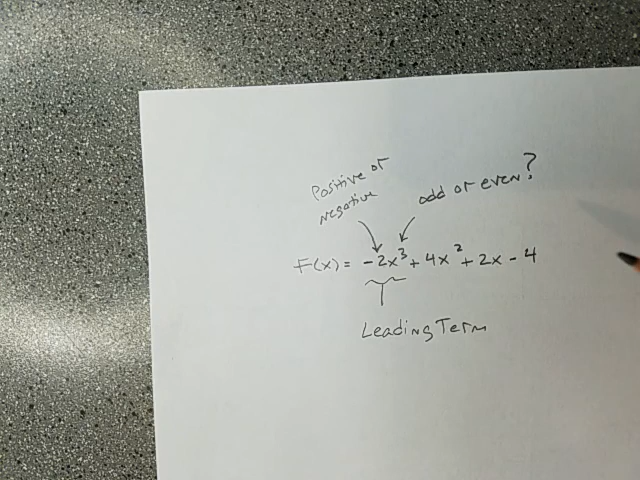 Positive or
negative
odd or even?
F(x) = -2x³ + 4x² + 2x - 4
Leading Term